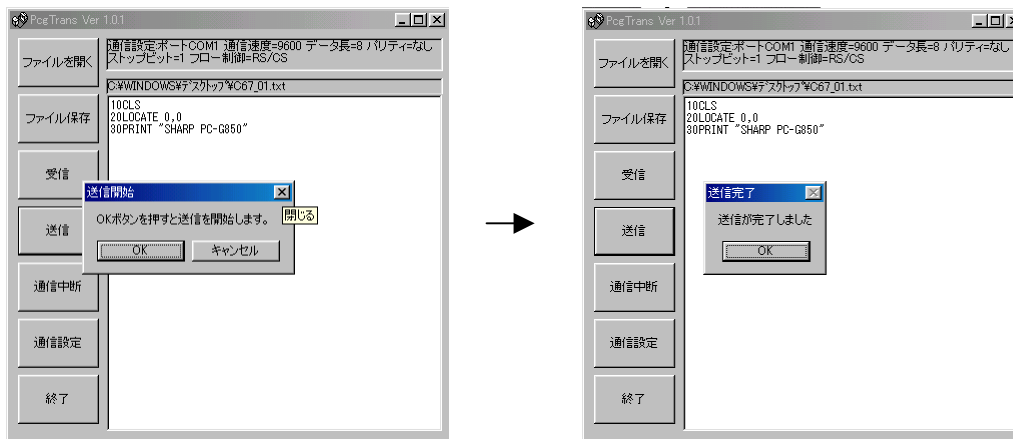 PcgTrans Ver 1.0.1
ファイルを開く
通信設定:ポートCOM1 通信速度=9600 データ長=8 パリティ=なし
ストップビット=1 フロー制御=RS/CS
C:¥WINDOWS¥デスクトップ¥C67_01.txt
ファイル保存
10CLS
20LOCATE 0,0
30PRINT "SHARP PC-G850"
受信
送信開始
OKボタンを押すと送信を開始します。
閉じる
OK
キャンセル
送信
通信中断
通信設定
終了
PcgTrans Ver 1.0.1
ファイルを開く
通信設定:ポートCOM1 通信速度=9600 データ長=8 パリティ=なし
ストップビット=1 フロー制御=RS/CS
C:¥WINDOWS¥デスクトップ¥C67_01.txt
ファイル保存
10CLS
20LOCATE 0,0
30PRINT "SHARP PC-G850"
受信
送信完了
送信が完了しました
OK
送信
通信中断
通信設定
終了